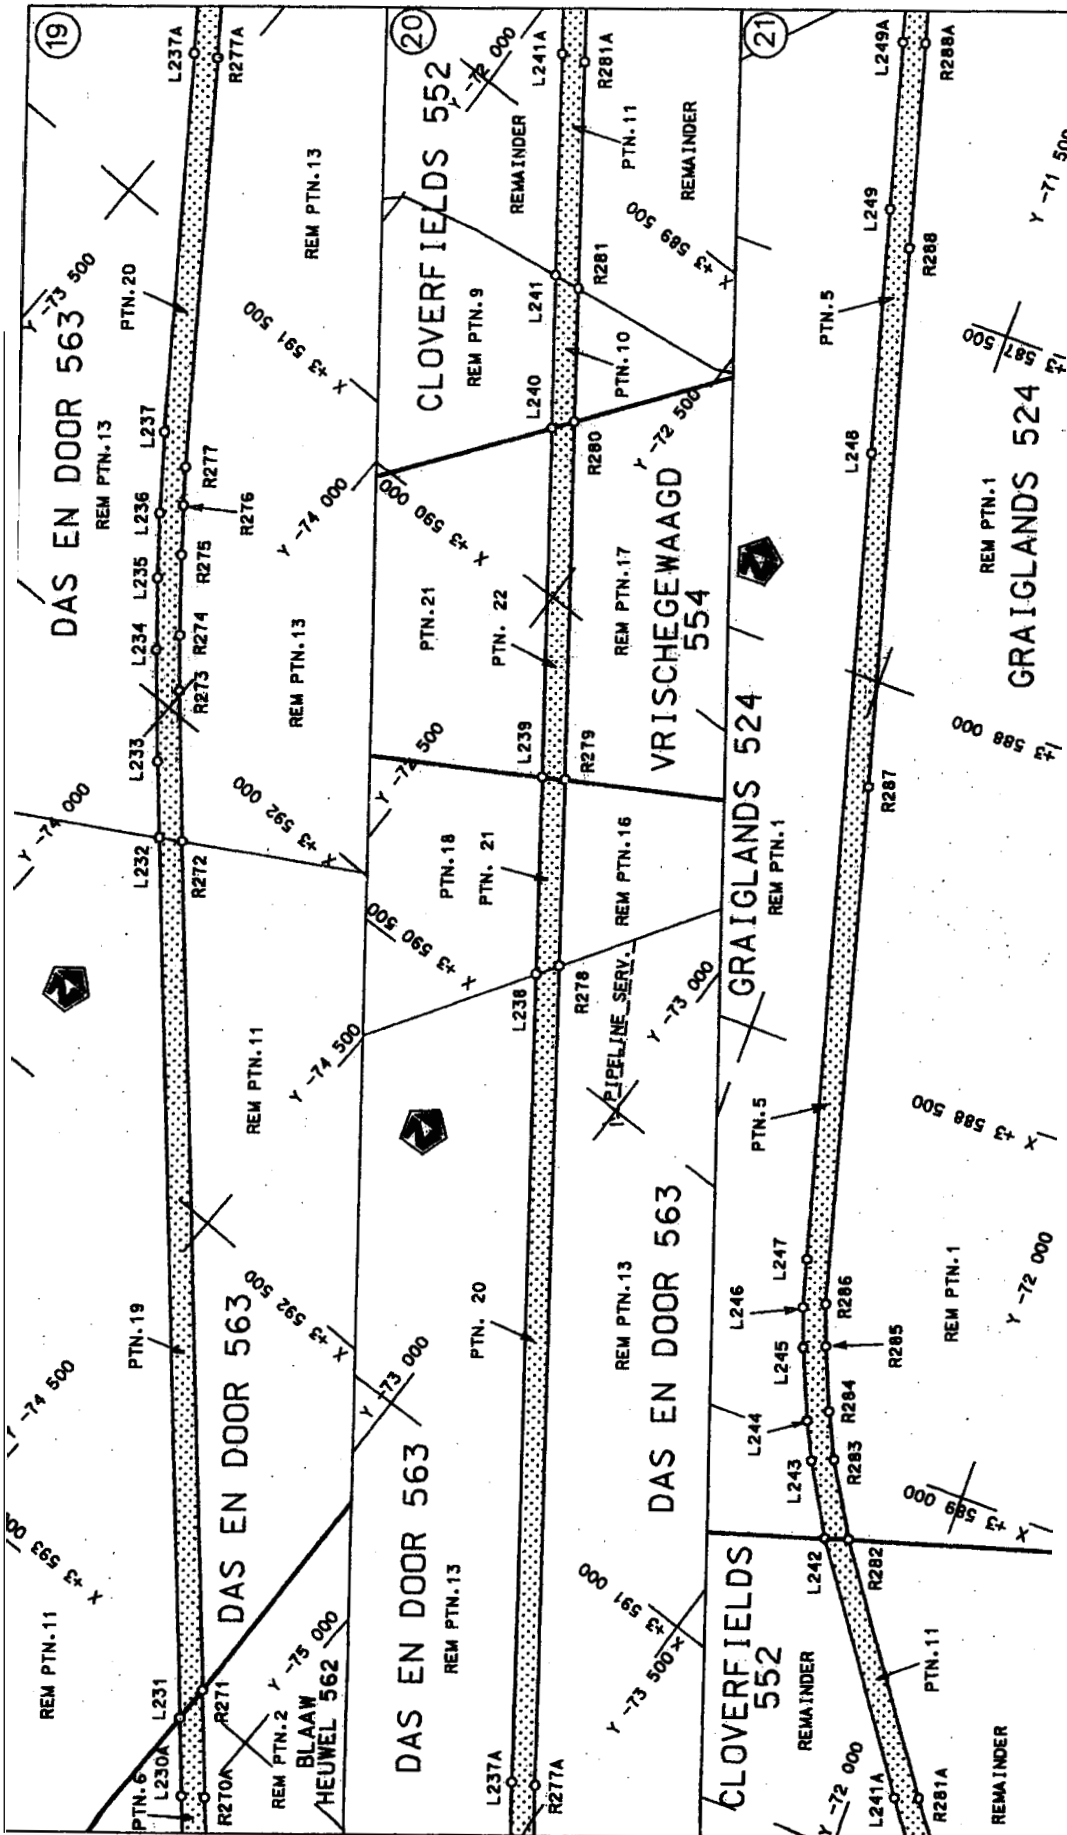 19
L237A
R277A
Y -73 500
PTN.20
REM PTN.13
DAS EN DOOR 563
REM PTN.13
X +3 591 500
L237
R277
L236
R276
L235
R275
Y -74 000
L234
R274
R273
REM PTN.13
L233
Y -74 000
X +3 592 000
L232
R272
REM PTN.11
Y -74 500
PTN.19
X +3 592 500
DAS EN DOOR 563
Y -74 500
X +3 593 000
REM PTN.11
L231
R271
L230A
R270A
PTN.6
REM PTN.2
Y -75 000
BLAAW
HEUWEL 562
20
L241A
R281A
Y -72 000
CLOVERFIELDS 552
REMAINDER
PTN.11
REMAINDER
X +3 589 500
L241
R281
REM PTN.9
PTN.10
L240
R280
Y -72 500
X +3 590 000
PTN.21
PTN. 22
REM PTN.17
VRISCHEGEWAAGD
554
L239
R279
Y -72 500
PTN.18
PTN. 21
REM PTN.16
X +3 590 500
L238
R278
PIPELINE SERV.
Y -73 000
PTN. 20
REM PTN.13
DAS EN DOOR 563
Y -73 000
DAS EN DOOR 563
REM PTN.13
X +3 591 000
Y -73 500
L237A
R277A
21
L249A
R288A
Y -71 500
L249
R288
PTN.5
X +3 587 500
L248
REM PTN.1
GRAIGLANDS 524
X +3 588 000
R287
GRAIGLANDS 524
REM PTN.1
PTN.5
X +3 588 500
L247
L246
R286
L245
R285
REM PTN.1
Y -72 000
L244
R284
L243
R283
X +3 589 000
L242
R282
CLOVERFIELDS
552
REMAINDER
PTN.11
Y -72 000
L241A
R281A
REMAINDER